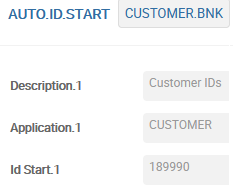 AUTO.ID.START CUSTOMER.BNK
Description.1 Customer IDs
Application.1 CUSTOMER
Id Start.1 189990